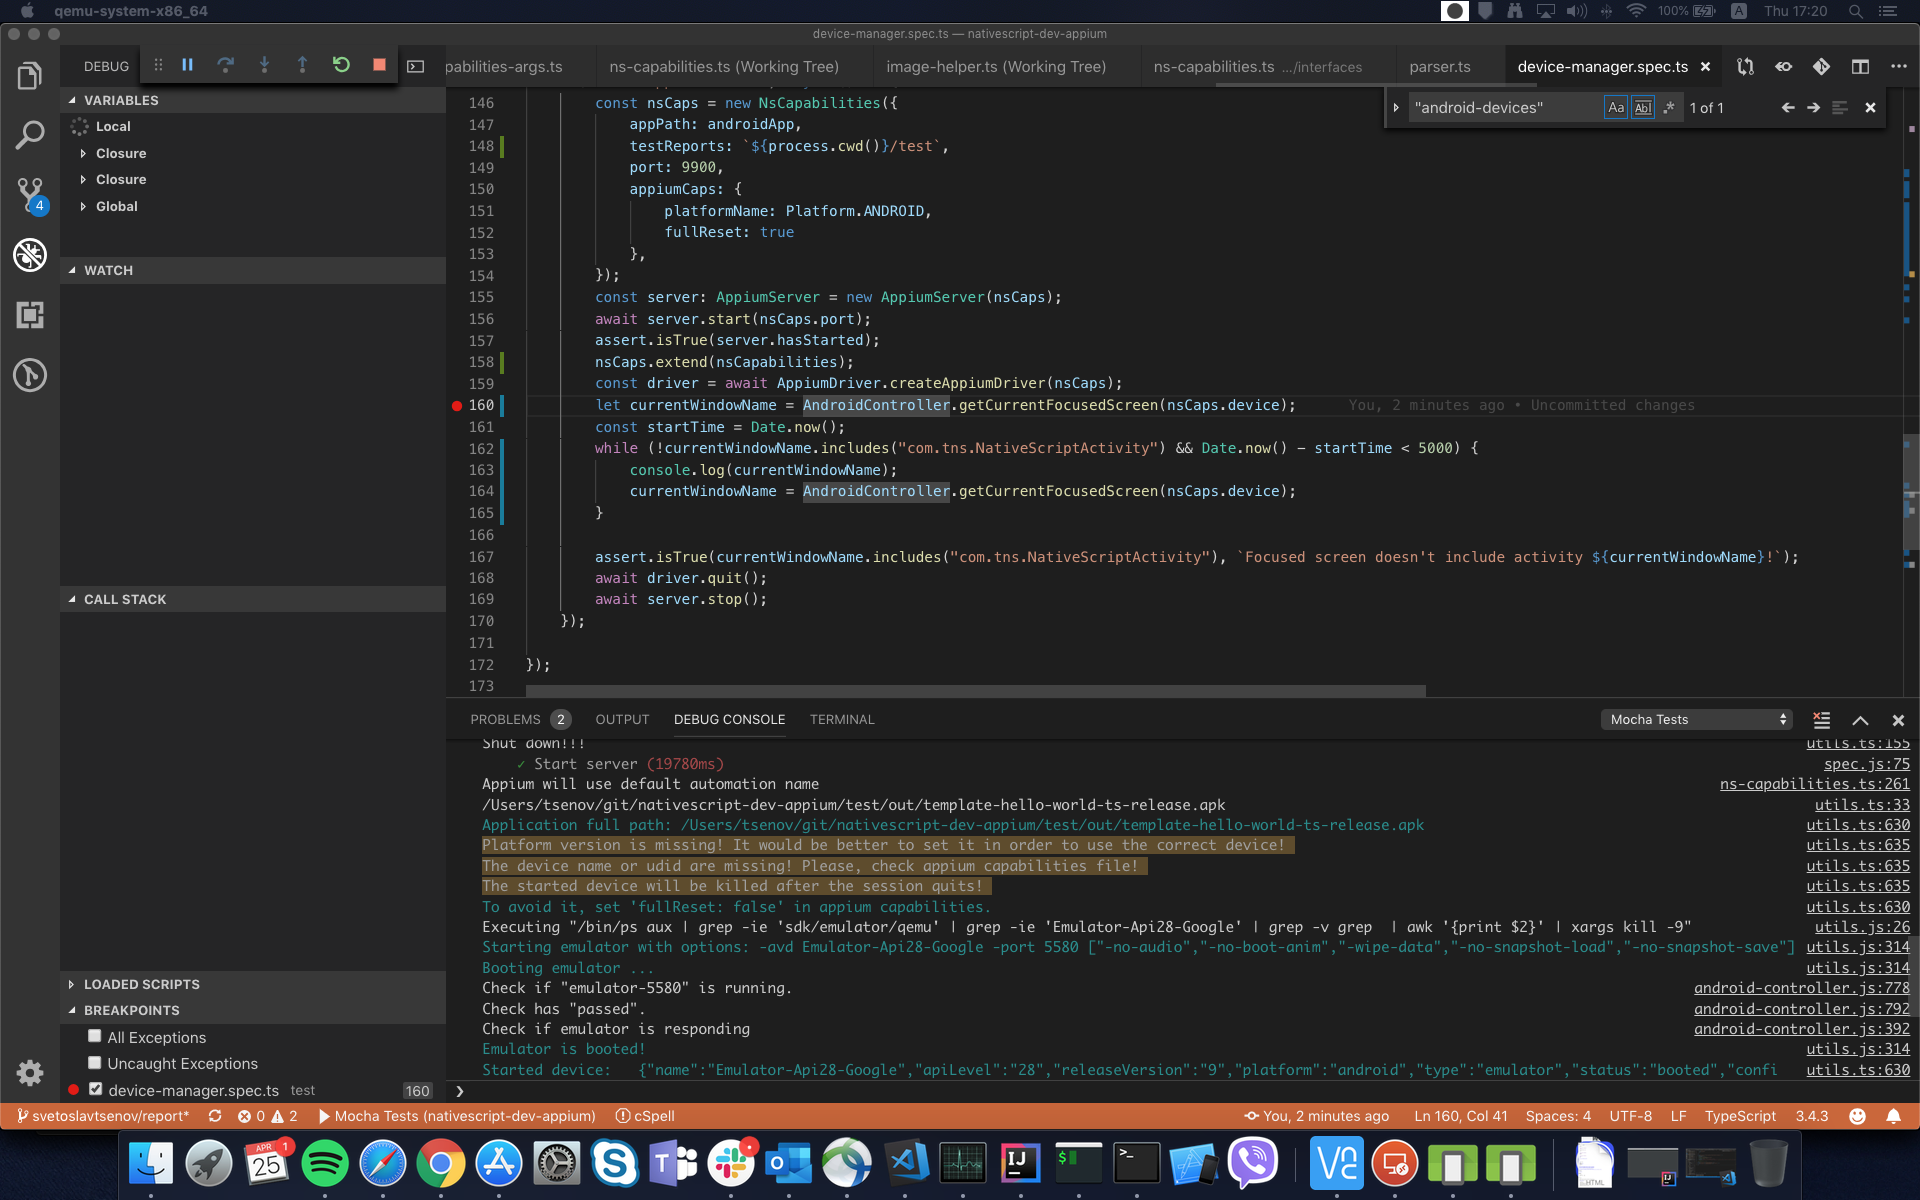 qemu-system-x86_64
100%
A
Thu 17:20
device-manager.spec.ts — nativescript-dev-appium
DEBUG
pabilities-args.ts
ns-capabilities.ts (Working Tree)
image-helper.ts (Working Tree)
ns-capabilities.ts .../interfaces
parser.ts
device-manager.spec.ts
"android-devices"
Aa
Abl
.*
1 of 1
VARIABLES
Local
Closure
Closure
Global
4
WATCH
CALL STACK
LOADED SCRIPTS
BREAKPOINTS
All Exceptions
Uncaught Exceptions
device-manager.spec.ts test 160
146 const nsCaps = new NsCapabilities({
147 appPath: androidApp,
148 testReports: `${process.cwd()}/test`,
149 port: 9900,
150 appiumCaps: {
151 platformName: Platform.ANDROID,
152 fullReset: true
153 },
154 });
155 const server: AppiumServer = new AppiumServer(nsCaps);
156 await server.start(nsCaps.port);
157 assert.isTrue(server.hasStarted);
158 nsCaps.extend(nsCapabilities);
159 const driver = await AppiumDriver.createAppiumDriver(nsCaps);
160 let currentWindowName = AndroidController.getCurrentFocusedScreen(nsCaps.device); You, 2 minutes ago • Uncommitted changes
161 const startTime = Date.now();
162 while (!currentWindowName.includes("com.tns.NativeScriptActivity") && Date.now() - startTime < 5000) {
163 console.log(currentWindowName);
164 currentWindowName = AndroidController.getCurrentFocusedScreen(nsCaps.device);
165 }
166
167 assert.isTrue(currentWindowName.includes("com.tns.NativeScriptActivity"), `Focused screen doesn't include activity ${currentWindowName}!`);
168 await driver.quit();
169 await server.stop();
170 });
171
172 });
173
PROBLEMS 2 OUTPUT DEBUG CONSOLE TERMINAL
Mocha Tests
Shut down!!! utils.ts:155
✓ Start server (19780ms) spec.js:75
Appium will use default automation name ns-capabilities.ts:261
/Users/tsenov/git/nativescript-dev-appium/test/out/template-hello-world-ts-release.apk utils.ts:33
Application full path: /Users/tsenov/git/nativescript-dev-appium/test/out/template-hello-world-ts-release.apk utils.ts:630
Platform version is missing! It would be better to set it in order to use the correct device! utils.ts:635
The device name or udid are missing! Please, check appium capabilities file! utils.ts:635
The started device will be killed after the session quits! utils.ts:635
To avoid it, set 'fullReset: false' in appium capabilities. utils.ts:630
Executing "/bin/ps aux | grep -ie 'sdk/emulator/qemu' | grep -ie 'Emulator-Api28-Google' | grep -v grep  | awk '{print $2}' | xargs kill -9" utils.js:26
Starting emulator with options: -avd Emulator-Api28-Google -port 5580 ["-no-audio","-no-boot-anim","-wipe-data","-no-snapshot-load","-no-snapshot-save"] utils.ts:314
Booting emulator ... utils.ts:314
Check if "emulator-5580" is running. android-controller.js:778
Check has "passed". android-controller.js:792
Check if emulator is responding android-controller.js:392
Emulator is booted! utils.ts:314
Started device: {"name":"Emulator-Api28-Google","apiLevel":"28","releaseVersion":"9","platform":"android","type":"emulator","status":"booted","confi utils.ts:630
svetoslavtsenov/report*
0
2
Mocha Tests (nativescript-dev-appium)
cSpell
You, 2 minutes ago
Ln 160, Col 41
Spaces: 4
UTF-8
LF
TypeScript
3.4.3
APR
25
1
IJ
HTML